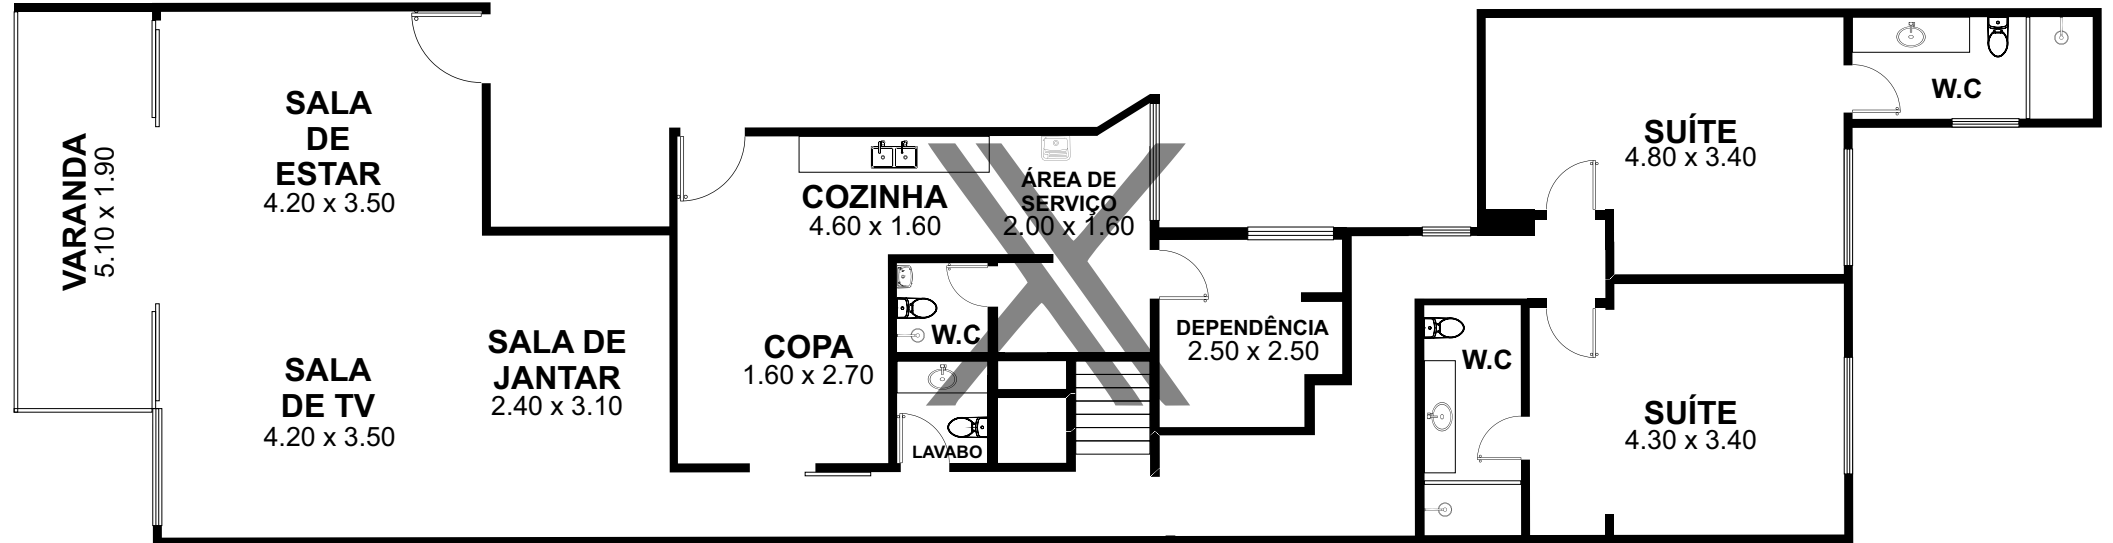 VARANDA
5.10 x 1.90
SALA
DE
ESTAR
4.20 x 3.50
SALA
DE TV
4.20 x 3.50
SALA DE
JANTAR
2.40 x 3.10
COZINHA
4.60 x 1.60
ÁREA DE
SERVIÇO
2.00 x 1.60
COPA
1.60 x 2.70
W.C
LAVABO
DEPENDÊNCIA
2.50 x 2.50
SUÍTE
4.80 x 3.40
W.C
W.C
SUÍTE
4.30 x 3.40